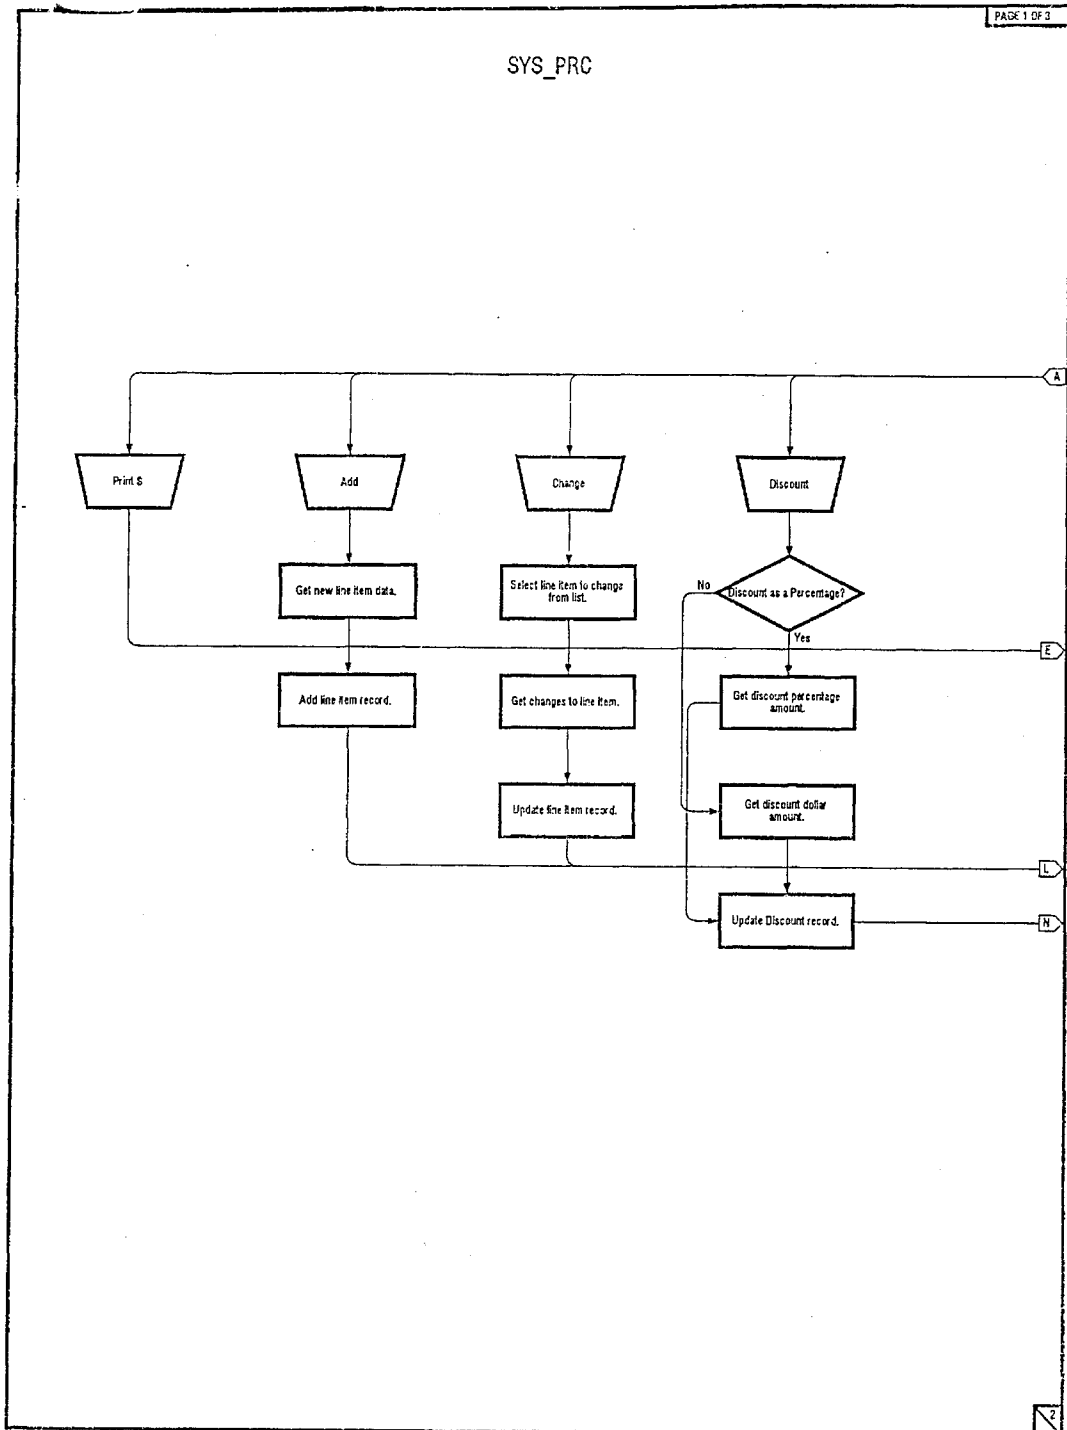 PAGE 1 OF 3
SYS_PRC
A
Print $
Add
Change
Discount
Get new line item data.
Select line item to change
from list.
No
Discount as a Percentage?
Yes
E
Add line item record.
Get changes to line item.
Get discount percentage
amount.
Update line item record.
Get discount dollar
amount.
L
Update Discount record.
N
2